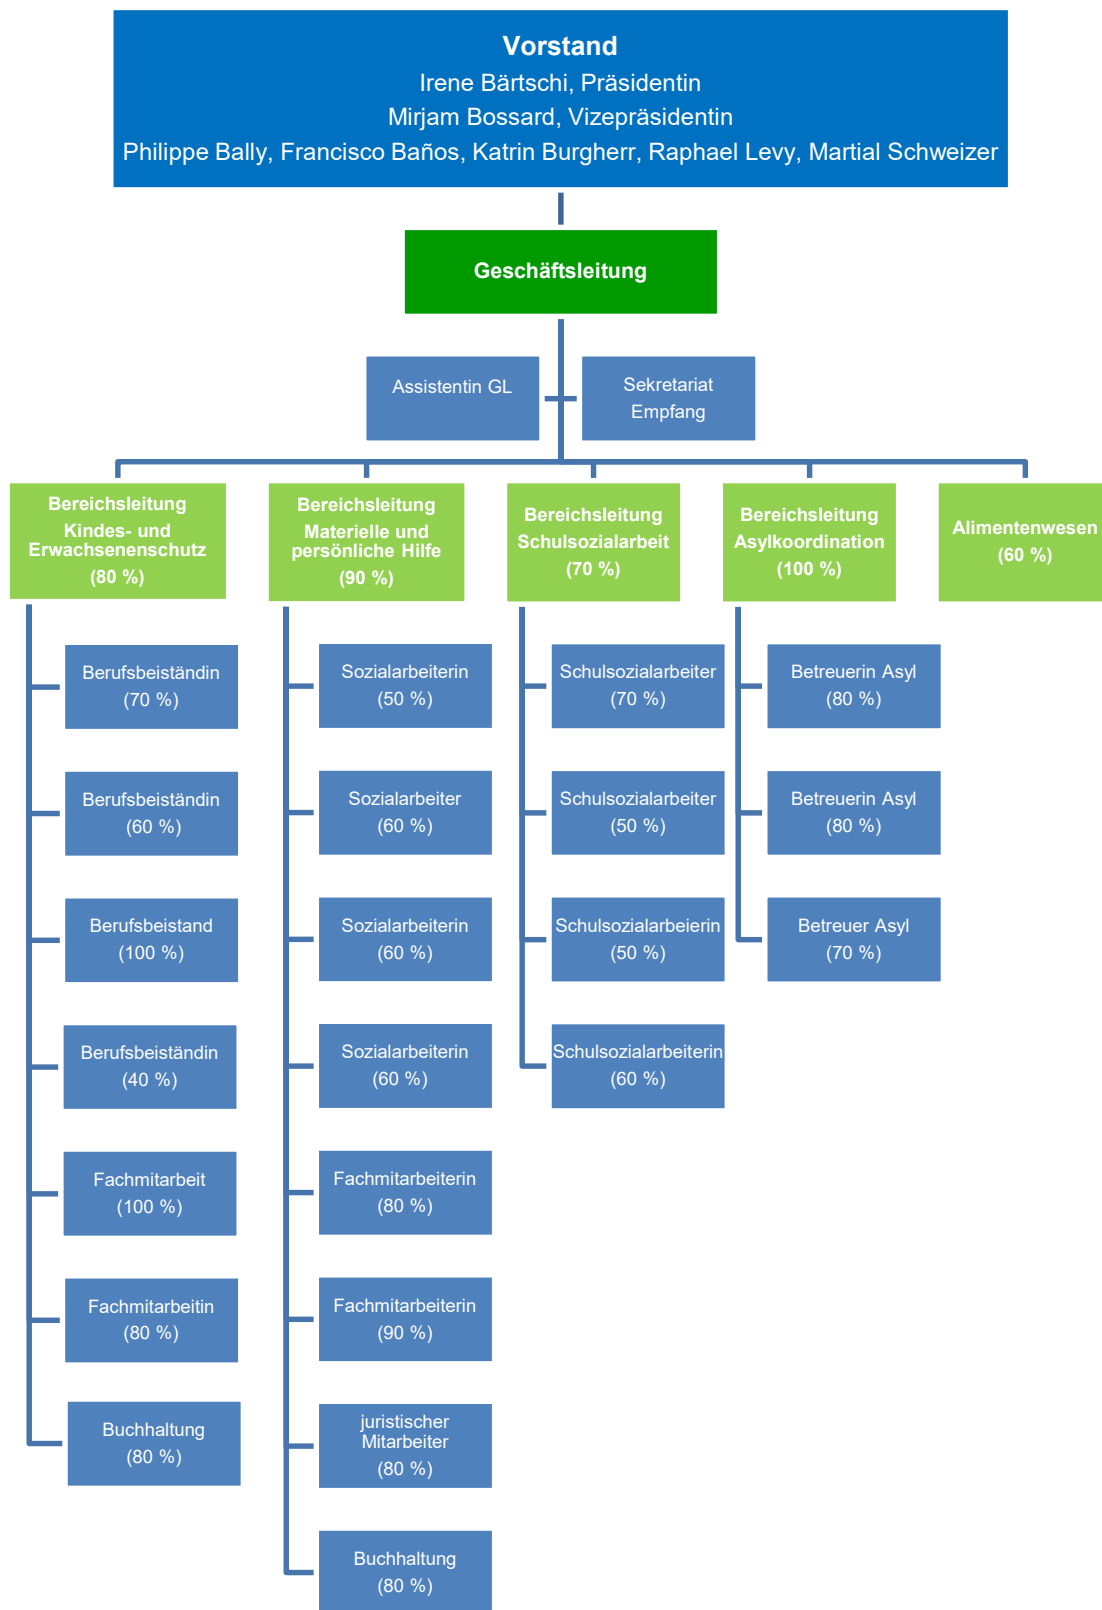 Vorstand
Irene Bärtschi, Präsidentin
Mirjam Bossard, Vizepräsidentin
Philippe Bally, Francisco Baños, Katrin Burgherr, Raphael Levy, Martial Schweizer
Geschäftsleitung
Assistentin GL
Sekretariat
Empfang
Bereichsleitung
Kindes- und
Erwachsenenschutz
(80 %)
Berufsbeiständin
(70 %)
Berufsbeiständin
(60 %)
Berufsbeistand
(100 %)
Berufsbeiständin
(40 %)
Fachmitarbeit
(100 %)
Fachmitarbeitin
(80 %)
Buchhaltung
(80 %)
Bereichsleitung
Materielle und
persönliche Hilfe
(90 %)
Sozialarbeiterin
(50 %)
Sozialarbeiter
(60 %)
Sozialarbeiterin
(60 %)
Sozialarbeiterin
(60 %)
Fachmitarbeiterin
(80 %)
Fachmitarbeiterin
(90 %)
juristischer
Mitarbeiter
(80 %)
Buchhaltung
(80 %)
Bereichsleitung
Schulsozialarbeit
(70 %)
Schulsozialarbeiter
(70 %)
Schulsozialarbeiter
(50 %)
Schulsozialarbeierin
(50 %)
Schulsozialarbeiterin
(60 %)
Bereichsleitung
Asylkoordination
(100 %)
Betreuerin Asyl
(80 %)
Betreuerin Asyl
(80 %)
Betreuer Asyl
(70 %)
Alimentenwesen
(60 %)